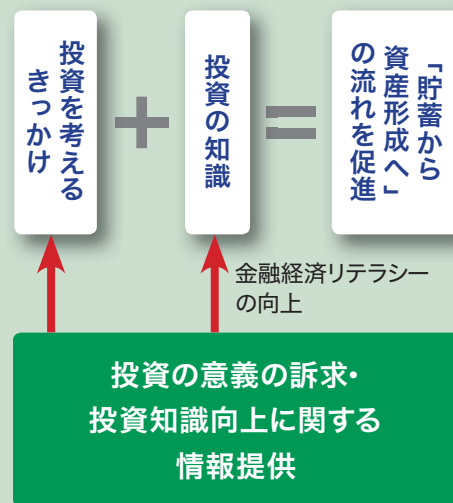 投資を考える
きっかけ
+
投資の知識
=
「貯蓄から
資産形成へ」
の流れを促進
金融経済リテラシー
の向上
投資の意義の訴求・
投資知識向上に関する
情報提供